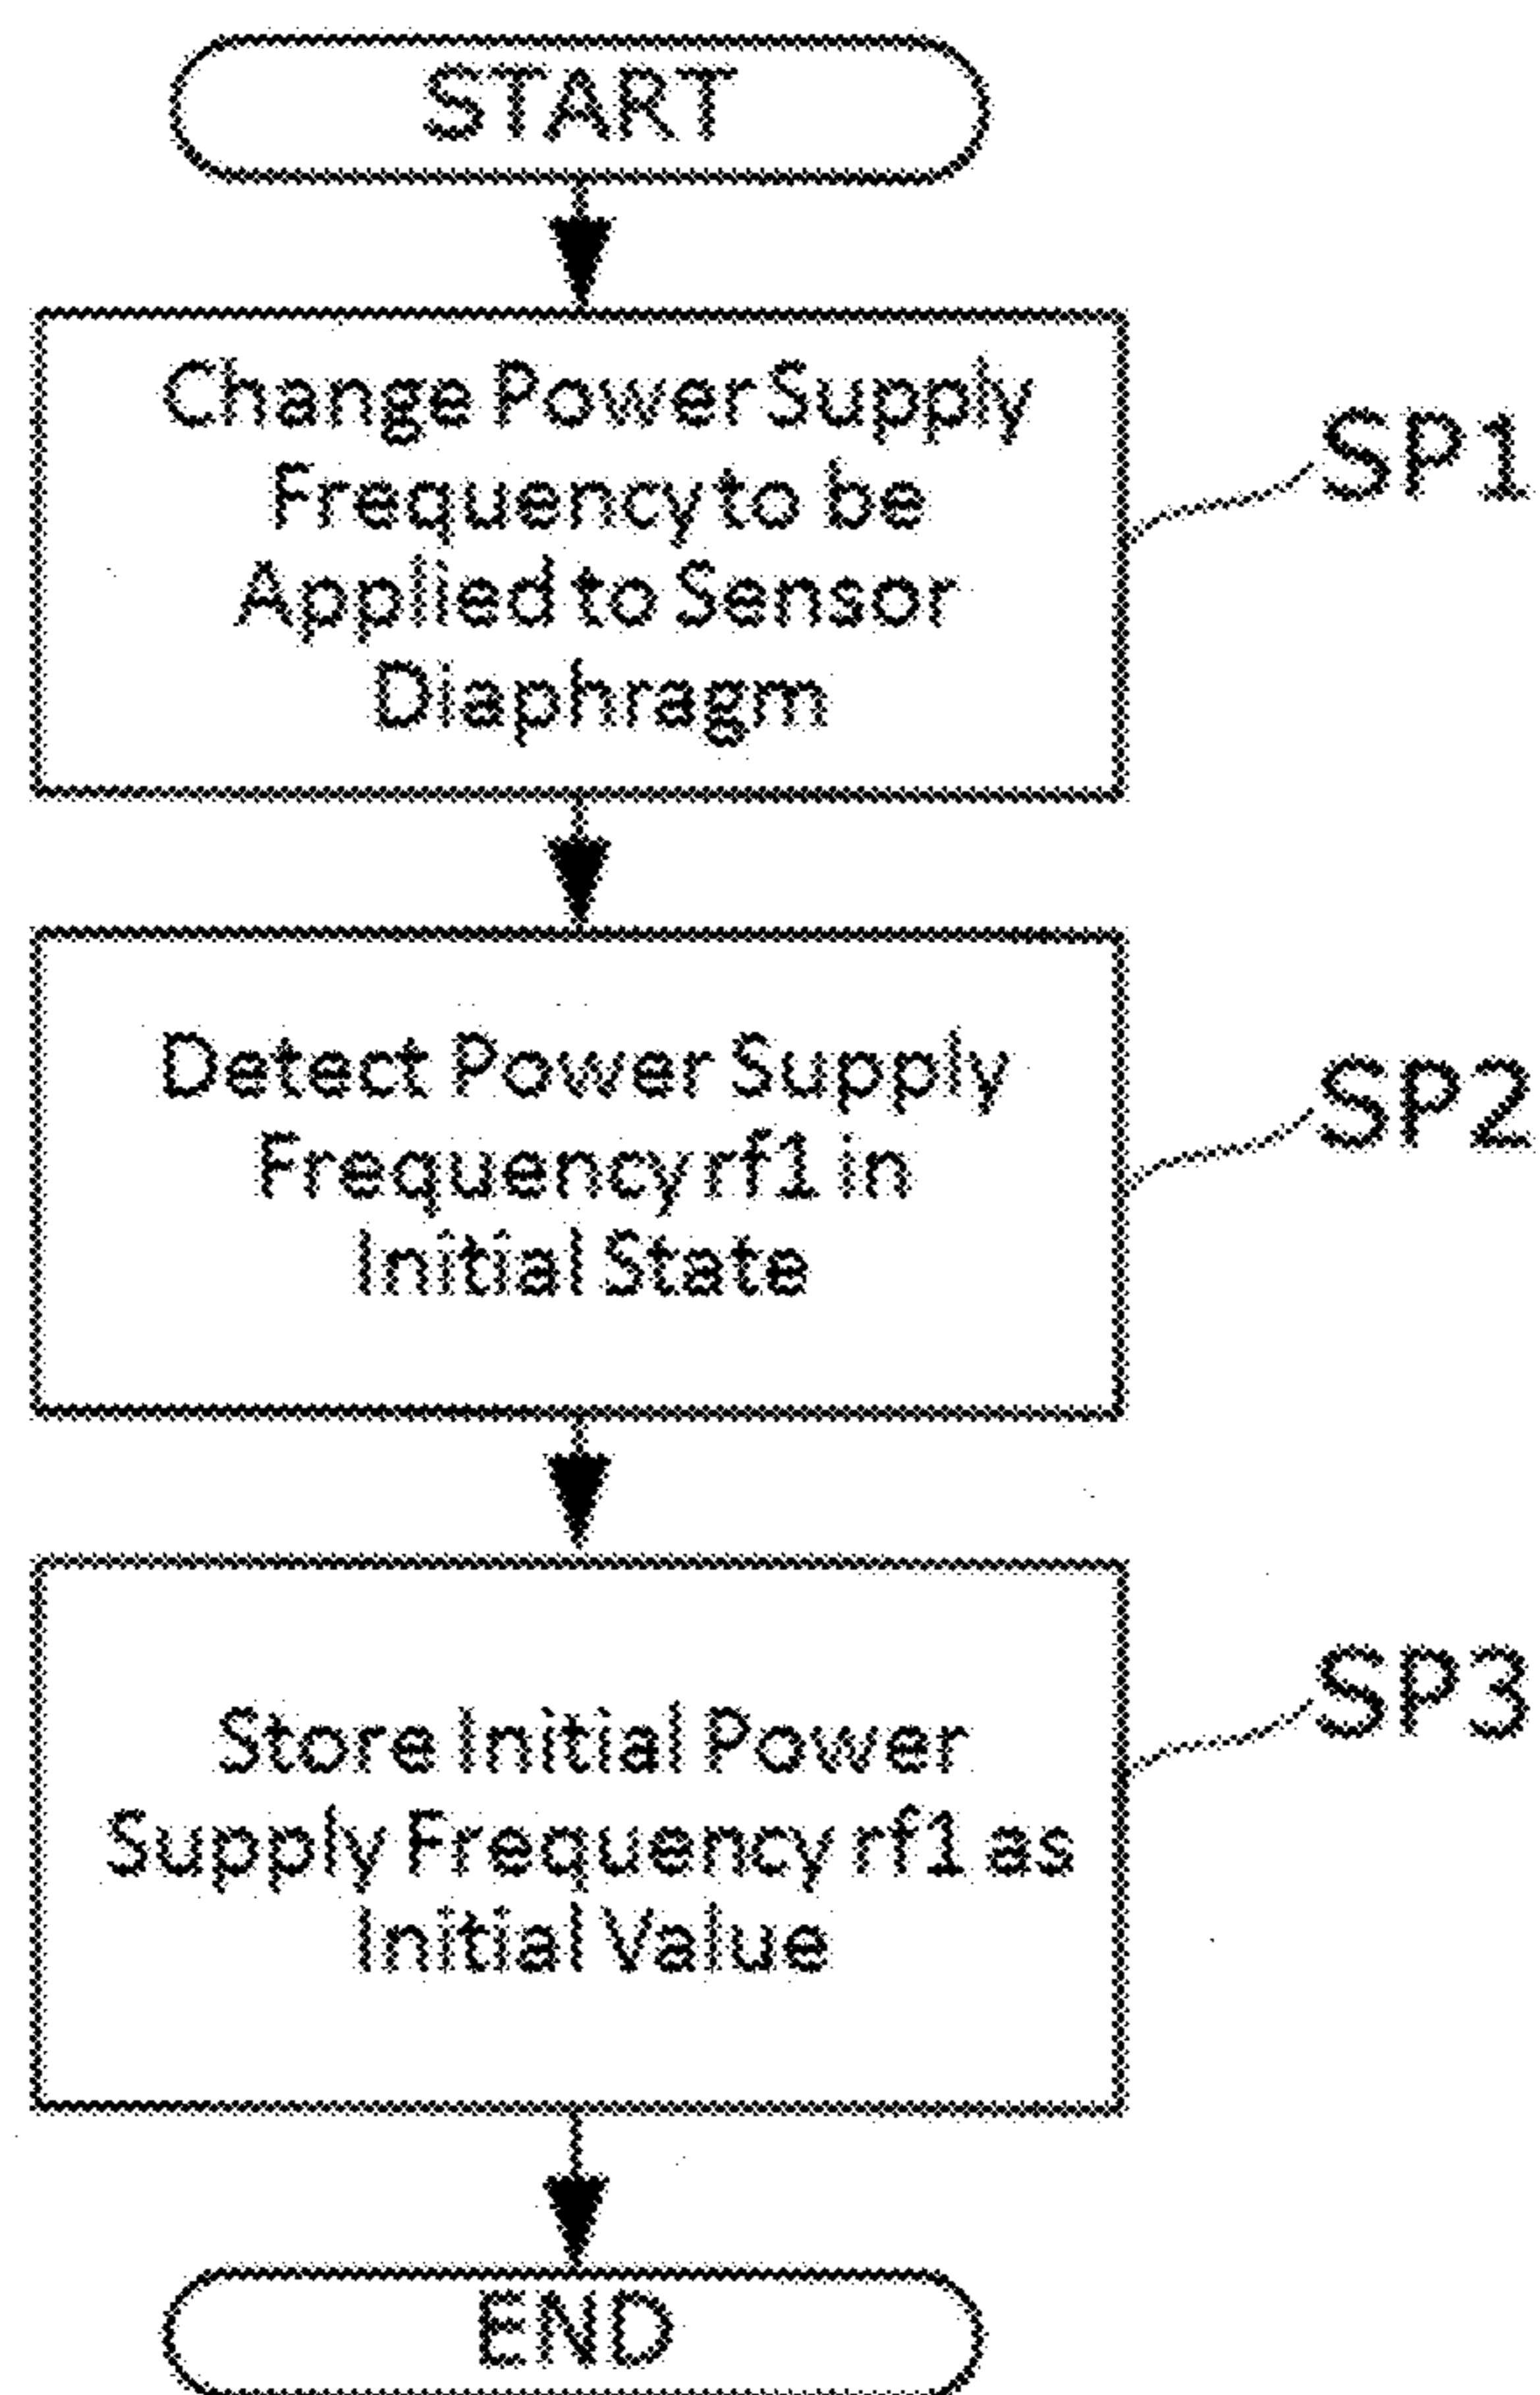 START
Change Power Supply
Frequency to be
Applied to Sensor
Diaphragm
SP1
Detect Power Supply
Frequency rf1 in
Initial State
SP2
Store Initial Power
Supply Frequency rf1 as
Initial Value
SP3
END